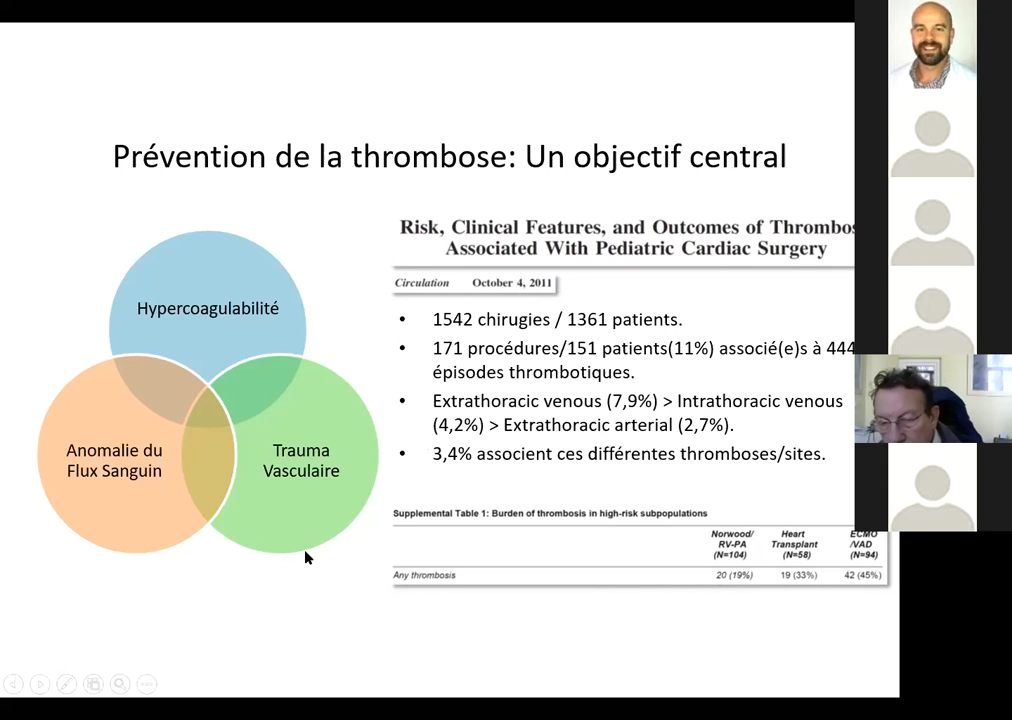 Prévention de la thrombose: Un objectif central
Hypercoagulabilité
Anomalie du
Flux Sanguin
Trauma
Vasculaire
Risk, Clinical Features, and Outcomes of Thrombos
Associated With Pediatric Cardiac Surgery
Circulation October 4, 2011
• 1542 chirugies / 1361 patients.
• 171 procédures/151 patients(11%) associé(e)s à 444
épisodes thrombotiques.
• Extrathoracic venous (7,9%) > Intrathoracic venous
(4,2%) > Extrathoracic arterial (2,7%).
• 3,4% associent ces différentes thromboses/sites.
Supplemental Table 1: Burden of thrombosis in high-risk subpopulations
Norwood/ Heart ECMO
RV-PA Transplant /VAD
(N=104) (N=58) (N=94)
Any thrombosis 20 (19%) 19 (33%) 42 (45%)